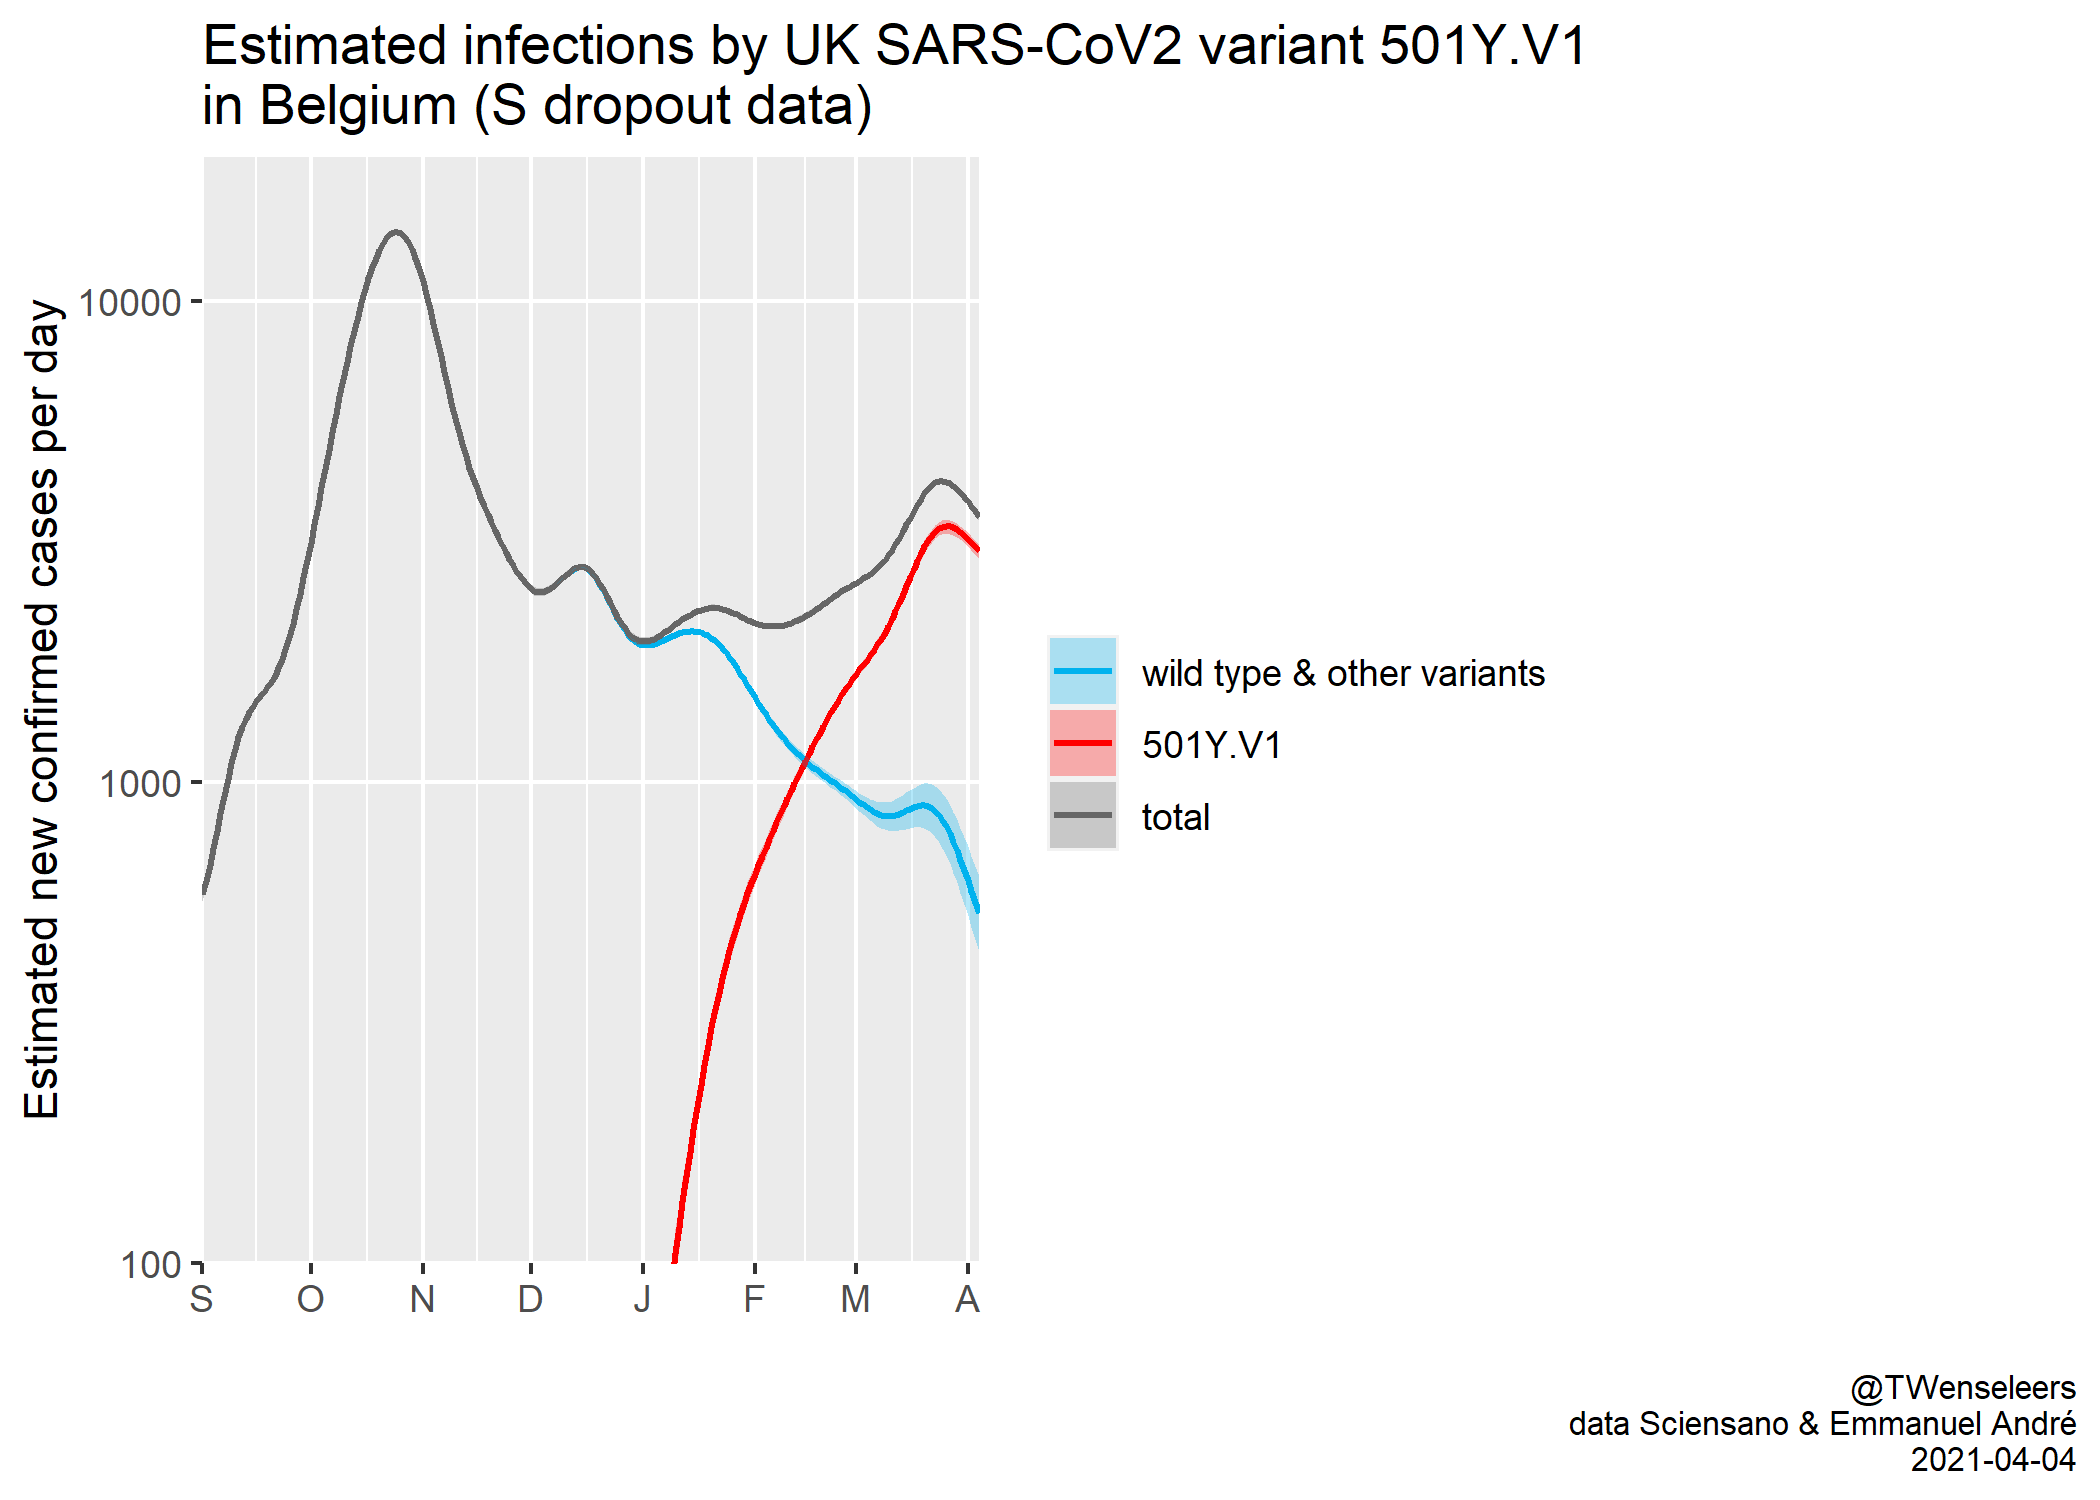 Estimated infections by UK SARS-CoV2 variant 501Y.V1
in Belgium (S dropout data)
Estimated new confirmed cases per day
10000
1000
100
S O N D J F M A
wild type & other variants
501Y.V1
total
@TWenseleers
data Sciensano & Emmanuel André
2021-04-04